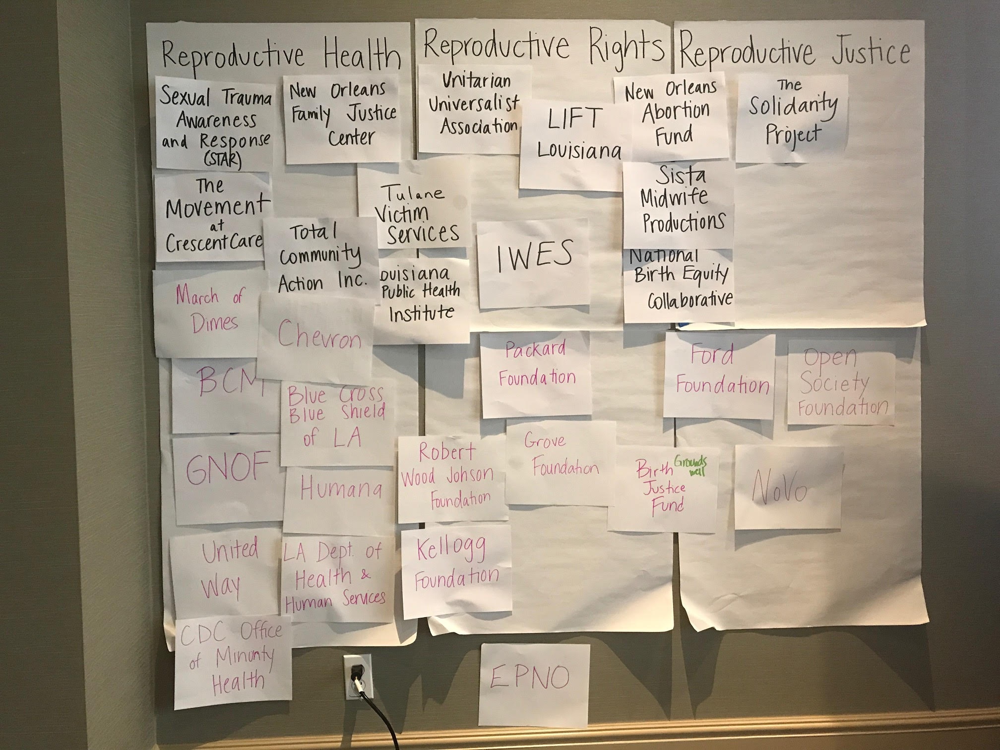 Reproductive Health
Sexual Trauma
Awareness
and Response
(STAR)
New Orleans
Family Justice
Center
The
Movement
at
CrescentCare
Total
Community
Action Inc.
Tulane
Victim
Services
ouisiana
Public Health
Institute
March of
Dimes
Chevron
BCM
Blue Cross
Blue Shield
of LA
GNOF
Humana
United
Way
LA Dept. of
Health &
Human Services
CDC Office
of Minority
Health
Reproductive Rights
Unitarian
Universalist
Association
LIFT
Louisiana
IWES
New Orleans
Abortion
Fund
Sista
Midwife
Productions
National
Birth Equity
Collaborative
Packard
Foundation
Robert
Wood Johson
Foundation
Grove
Foundation
Kellogg
Foundation
Birth
Justice
Fund
Grounds
well
EPNO
Reproductive Justice
The
Solidarity
Project
Ford
Foundation
Open
Society
Foundation
NoVo